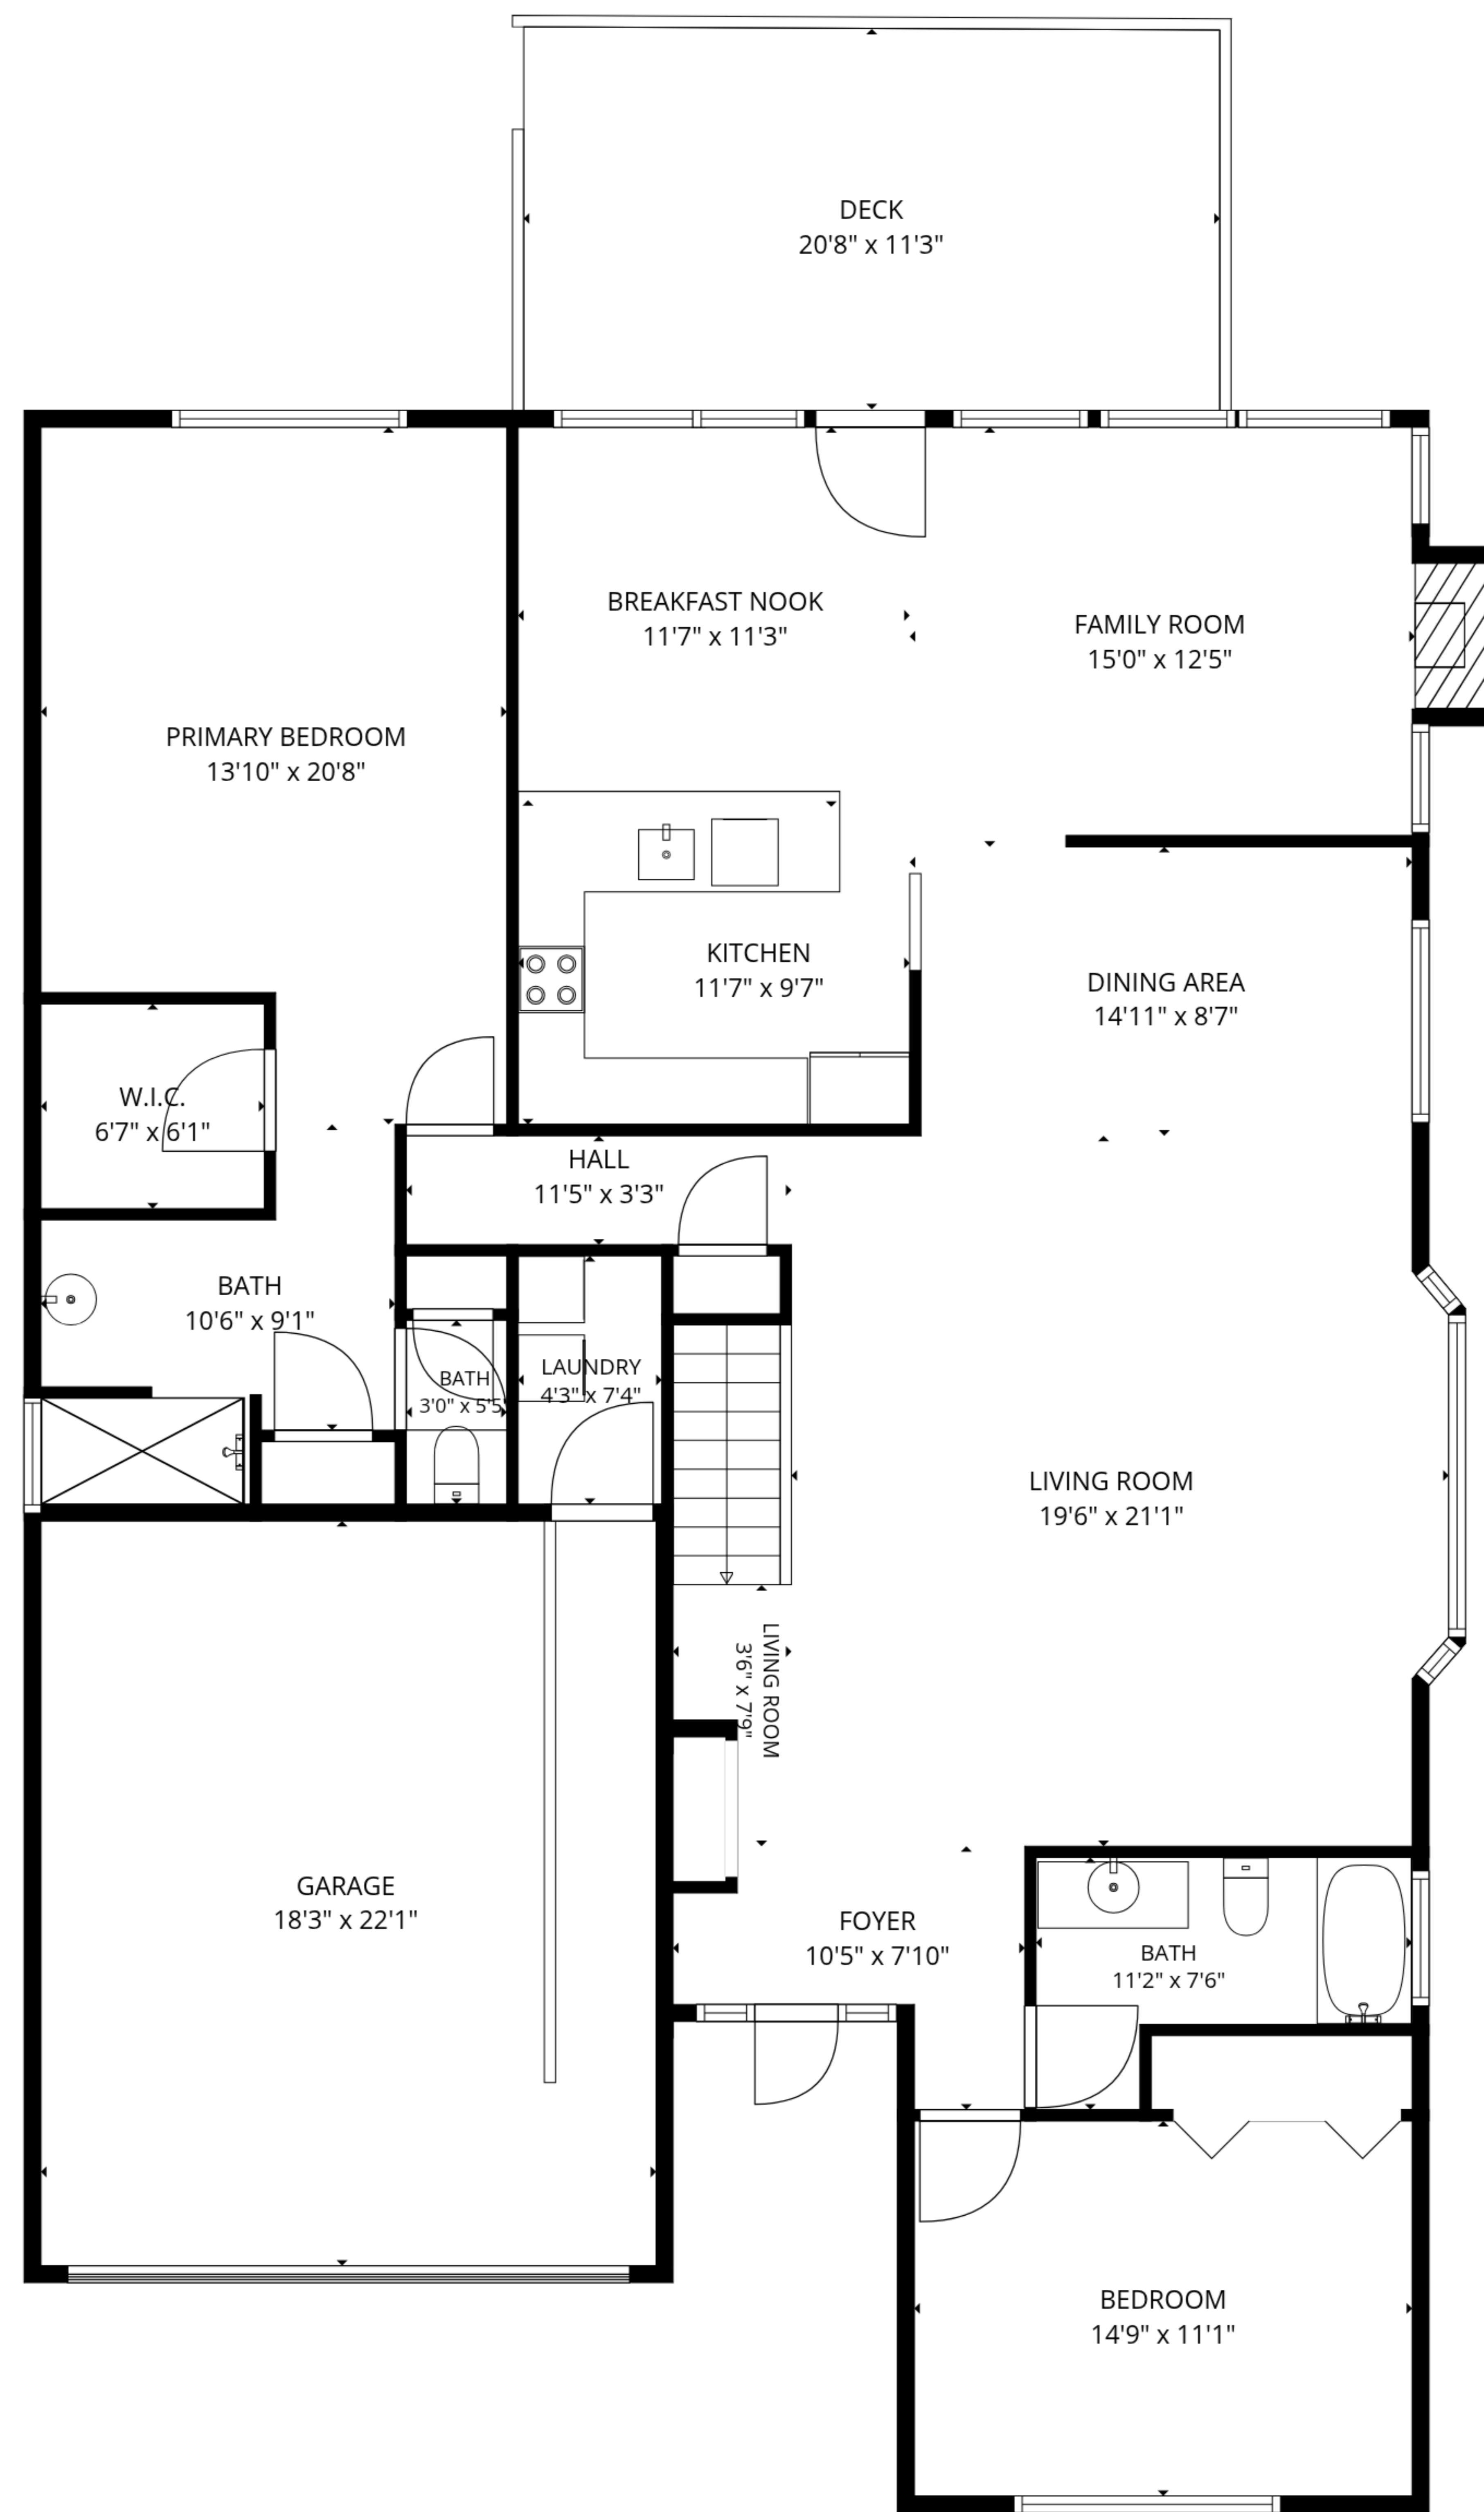 DECK
20'8" x 11'3"
BREAKFAST NOOK
11'7" x 11'3"
FAMILY ROOM
15'0" x 12'5"
PRIMARY BEDROOM
13'10" x 20'8"
KITCHEN
11'7" x 9'7"
DINING AREA
14'11" x 8'7"
W.I.C.
6'7" x 6'1"
HALL
11'5" x 3'3"
BATH
10'6" x 9'1"
BATH
3'0" x 5'5
LAUNDRY
4'3" x 7'4"
LIVING ROOM
19'6" x 21'1"
LIVING ROOM
3'6" x 7'9"
GARAGE
18'3" x 22'1"
FOYER
10'5" x 7'10"
BATH
11'2" x 7'6"
BEDROOM
14'9" x 11'1"